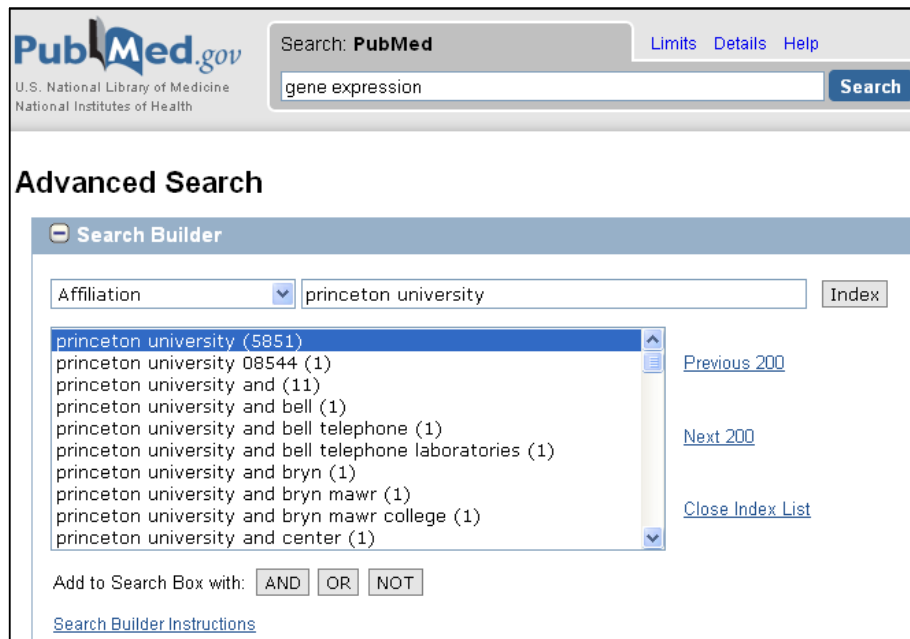 PubMed.gov
U.S. National Library of Medicine
National Institutes of Health
Search: PubMed
Limits Details Help
gene expression
Search
Advanced Search
Search Builder
Affiliation
princeton university
Index
princeton university (5851)
princeton university 08544 (1)
princeton university and (11)
princeton university and bell (1)
princeton university and bell telephone (1)
princeton university and bell telephone laboratories (1)
princeton university and bryn (1)
princeton university and bryn mawr (1)
princeton university and bryn mawr college (1)
princeton university and center (1)
Previous 200
Next 200
Close Index List
Add to Search Box with: AND OR NOT
Search Builder Instructions